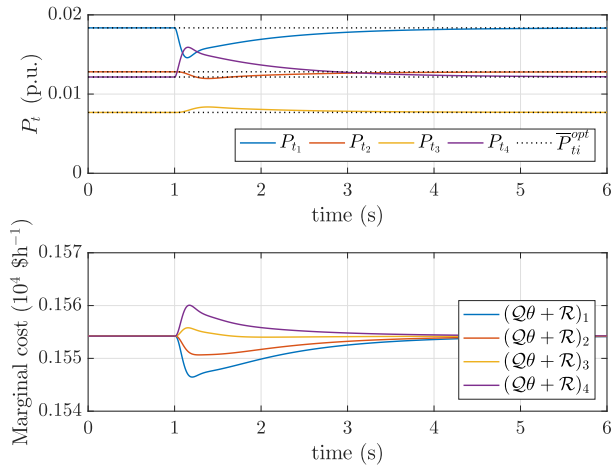 0.02
0.01
0
P_t (p.u.)
P_{t_1} P_{t_2} P_{t_3} P_{t_4} \overline{P}_{ti}^{opt}
0 1 2 3 4 5 6
time (s)
0.157
0.156
0.155
0.154
Marginal cost (10^4 $h^{-1})
(𝒬θ + ℛ)_1
(𝒬θ + ℛ)_2
(𝒬θ + ℛ)_3
(𝒬θ + ℛ)_4
0 1 2 3 4 5 6
time (s)